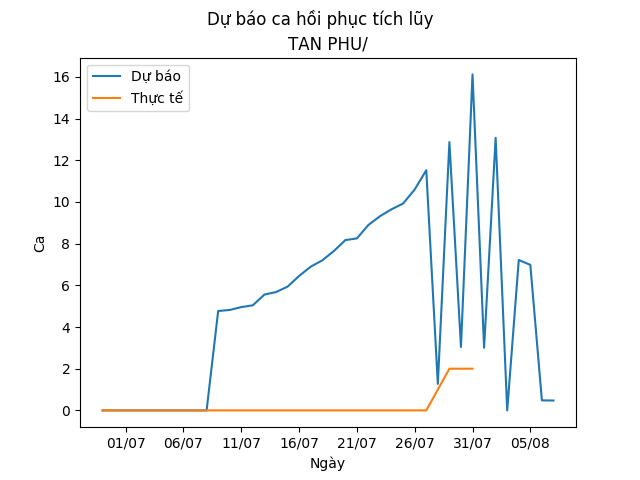 Dự báo ca hồi phục tích lũy
TAN PHU/
Dự báo
Thực tế
16
14
12
10
8
6
4
2
0
Ca
01/07 06/07 11/07 16/07 21/07 26/07 31/07 05/08
Ngày